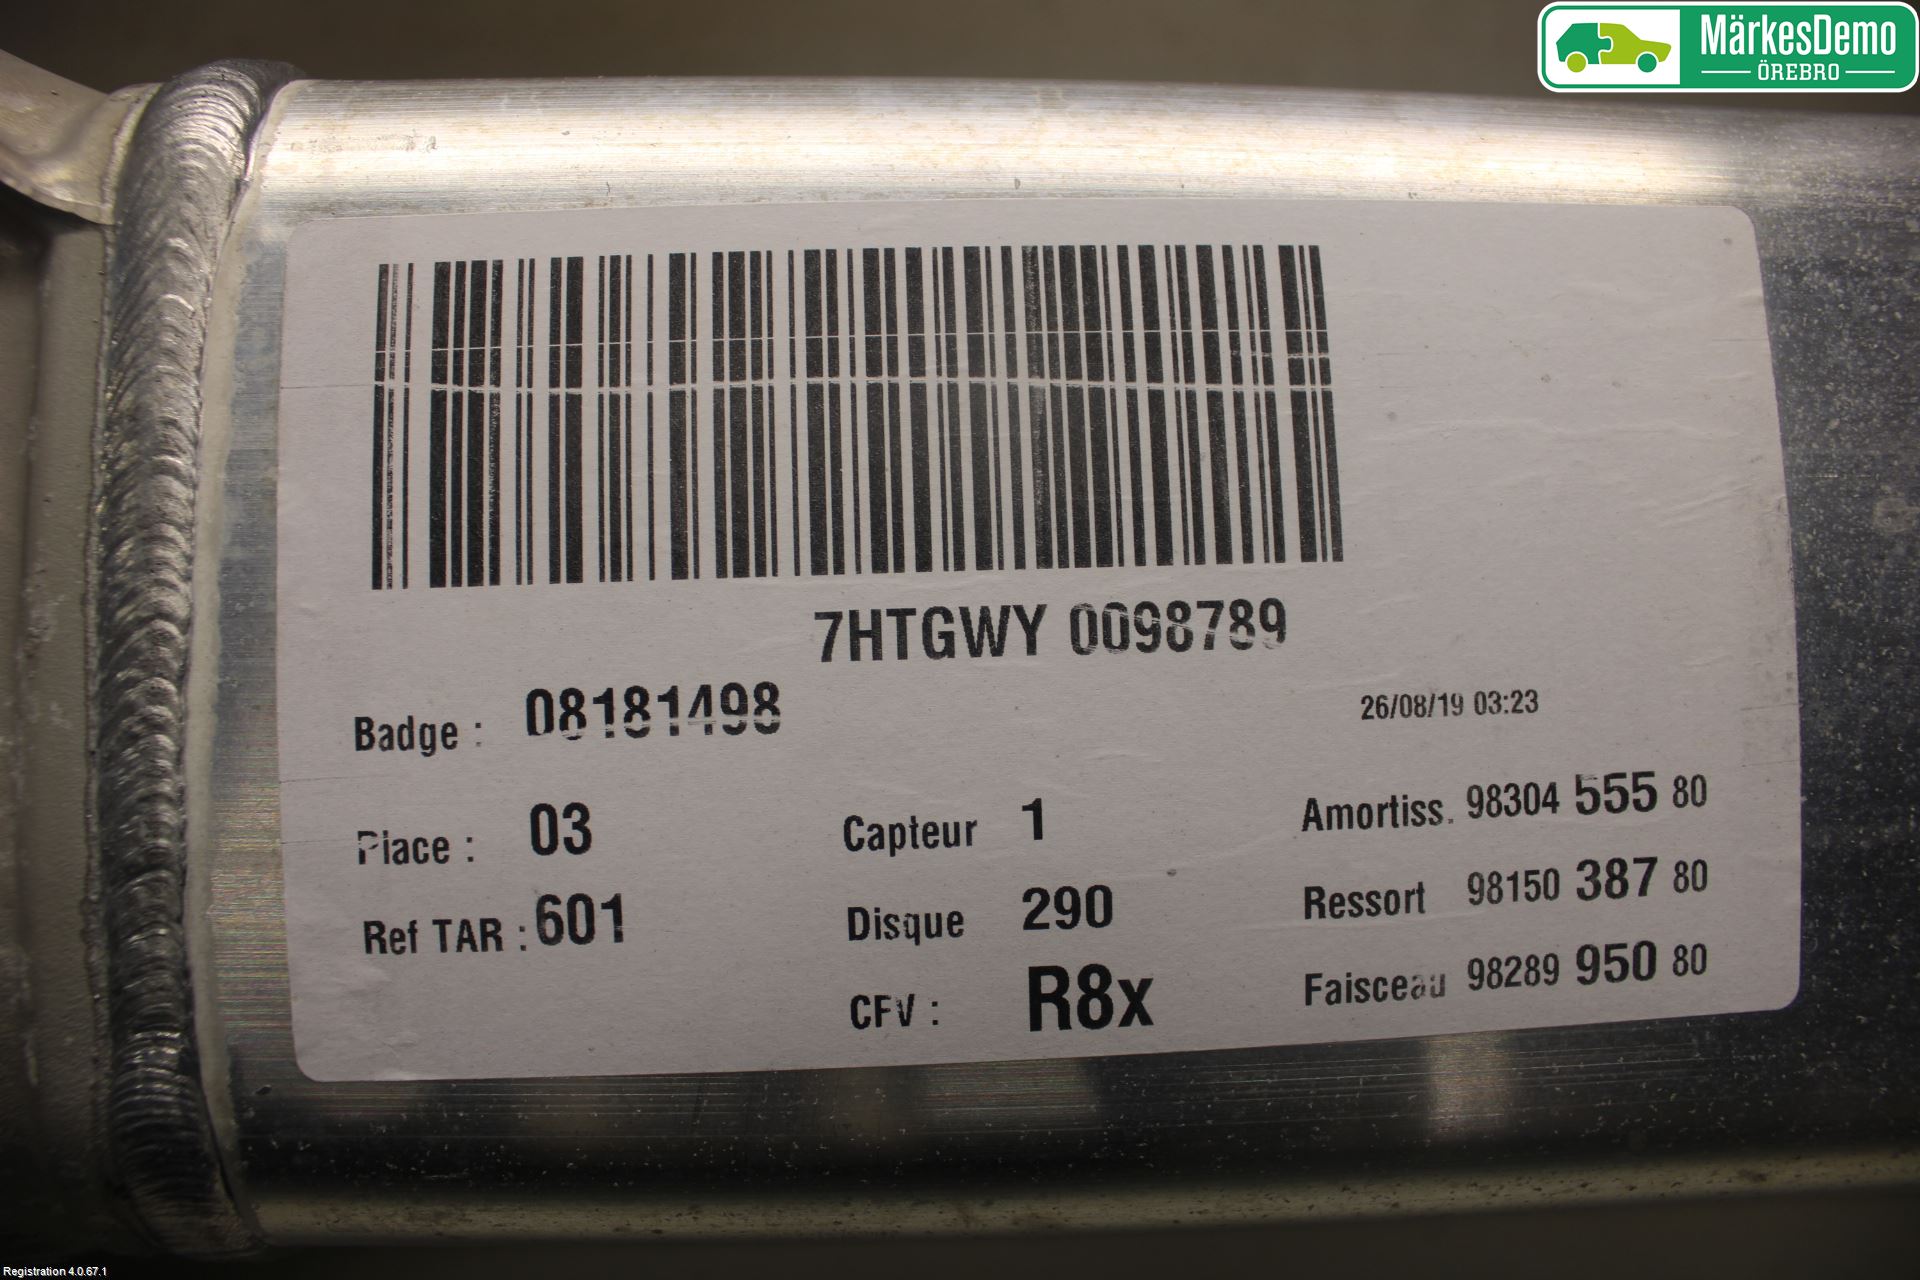 MärkesDemo
ÖREBRO
7HTGWY 0098789
Badge : 08181498
26/08/19 03:23
Place : 03
Capteur 1
Amortiss. 98304 555 80
Ref TAR : 601
Disque 290
Ressort 98150 387 80
CFV : R8x
Faisceau 98289 950 80
Registration 4.0.67.1